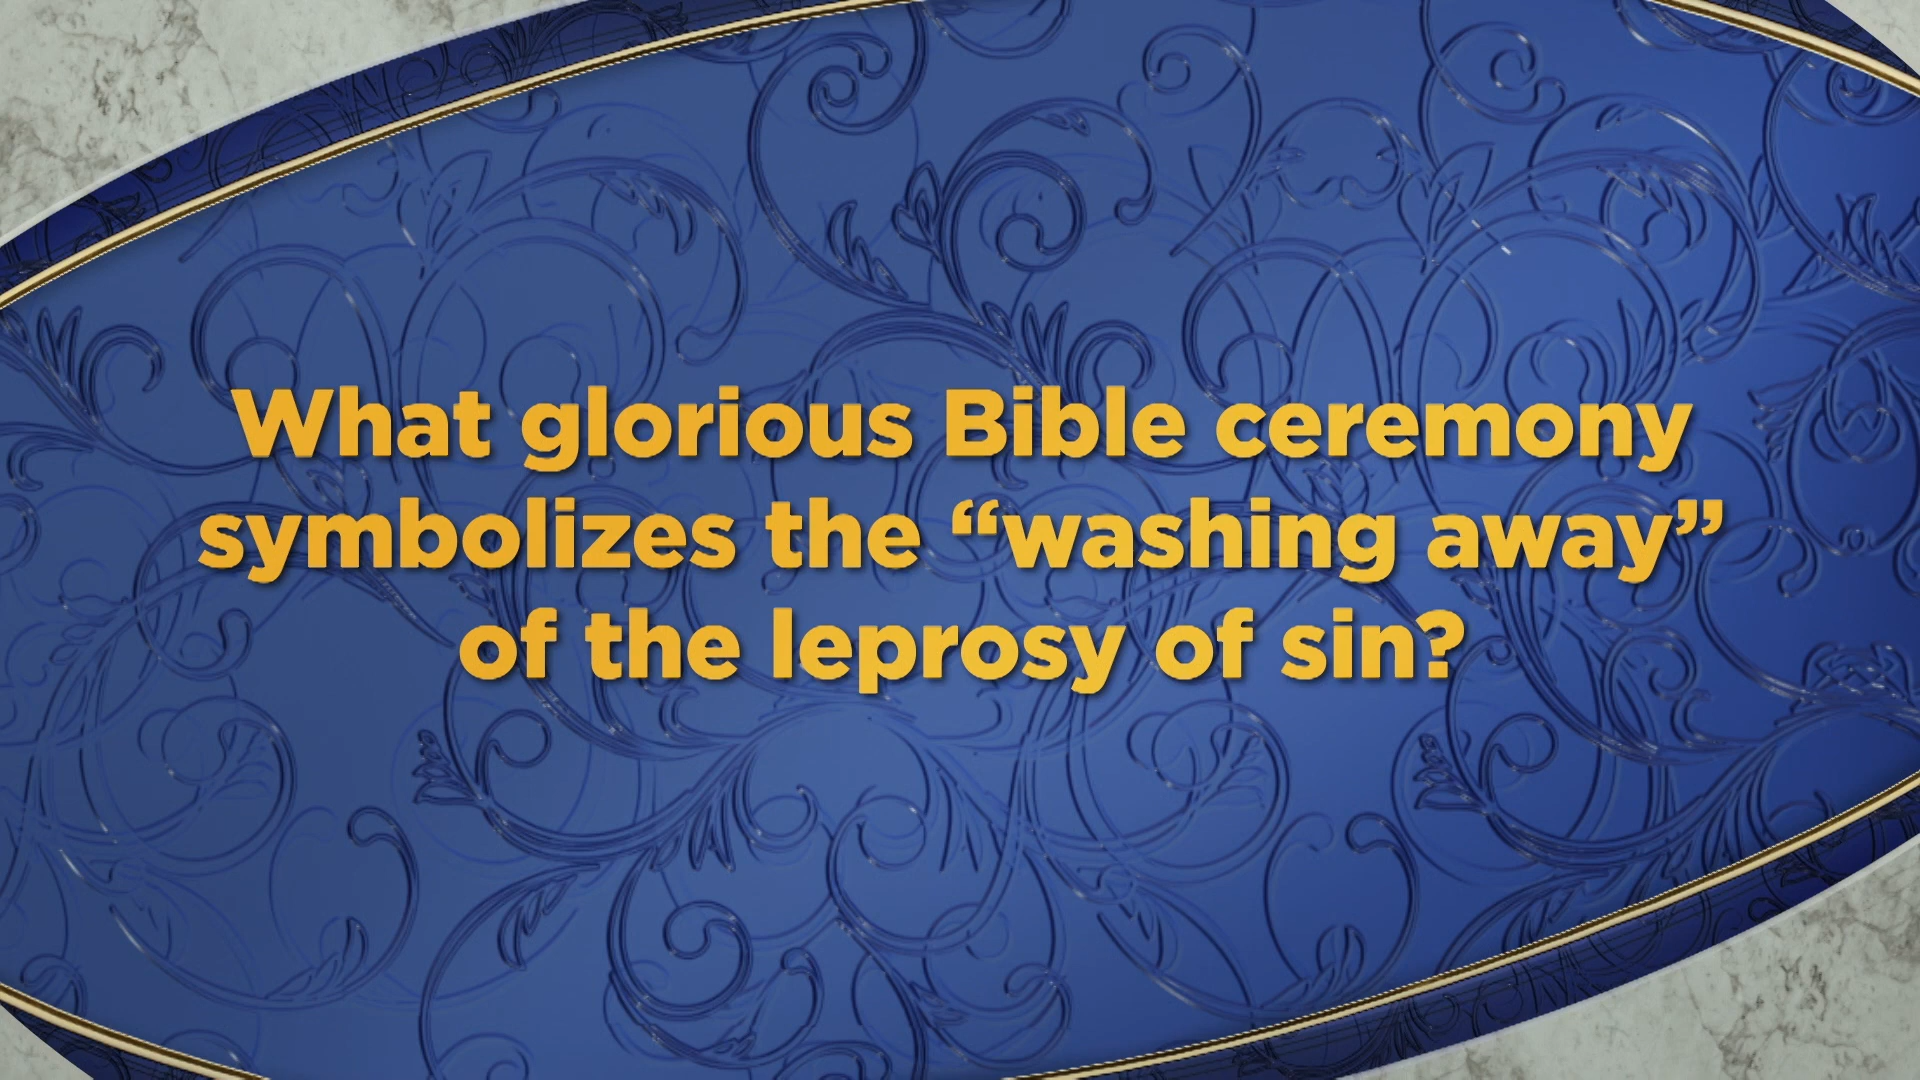 What glorious Bible ceremony
symbolizes the “washing away”
of the leprosy of sin?